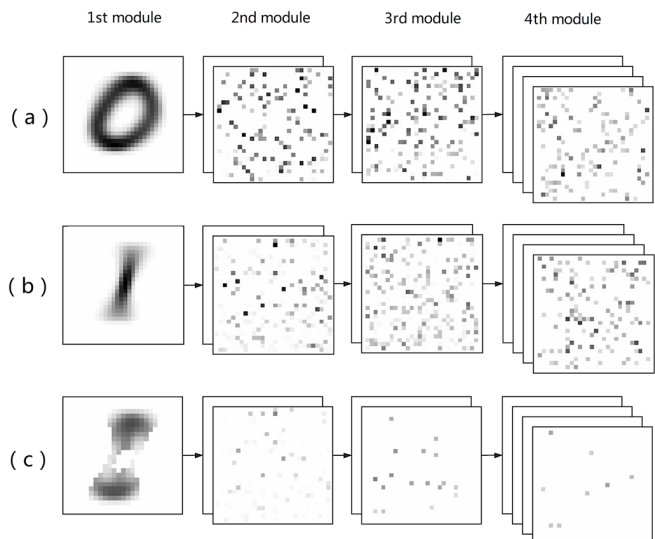 1st module 2nd module 3rd module 4th module
( a )
( b )
( c )